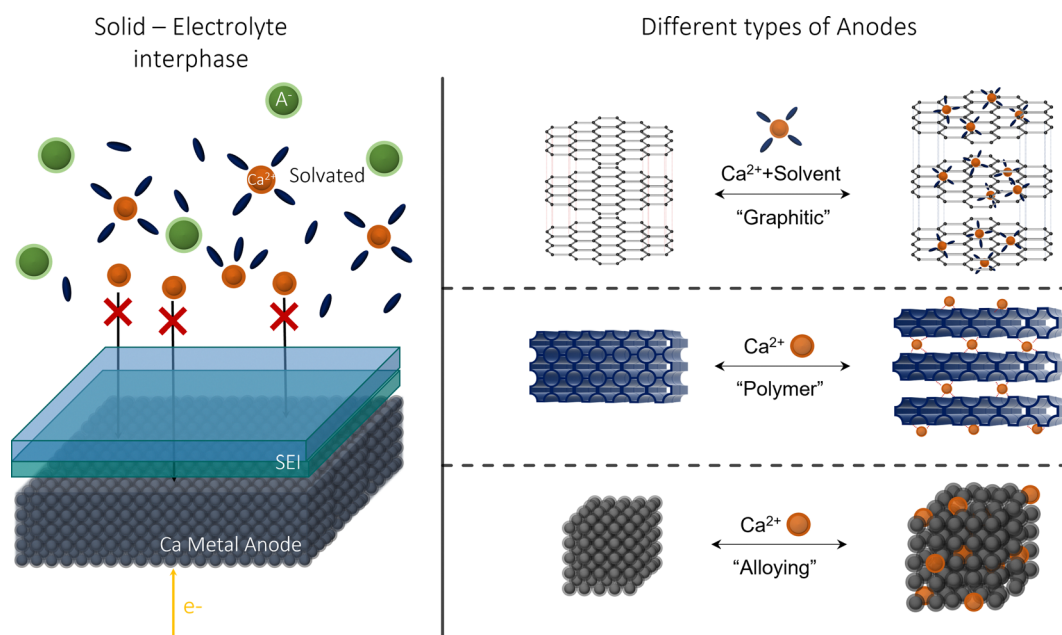 Solid – Electrolyte
interphase
A-
Ca2+
Solvated
SEI
Ca Metal Anode
e-
Different types of Anodes
Ca2++Solvent
“Graphitic”
Ca2+
“Polymer”
Ca2+
“Alloying”